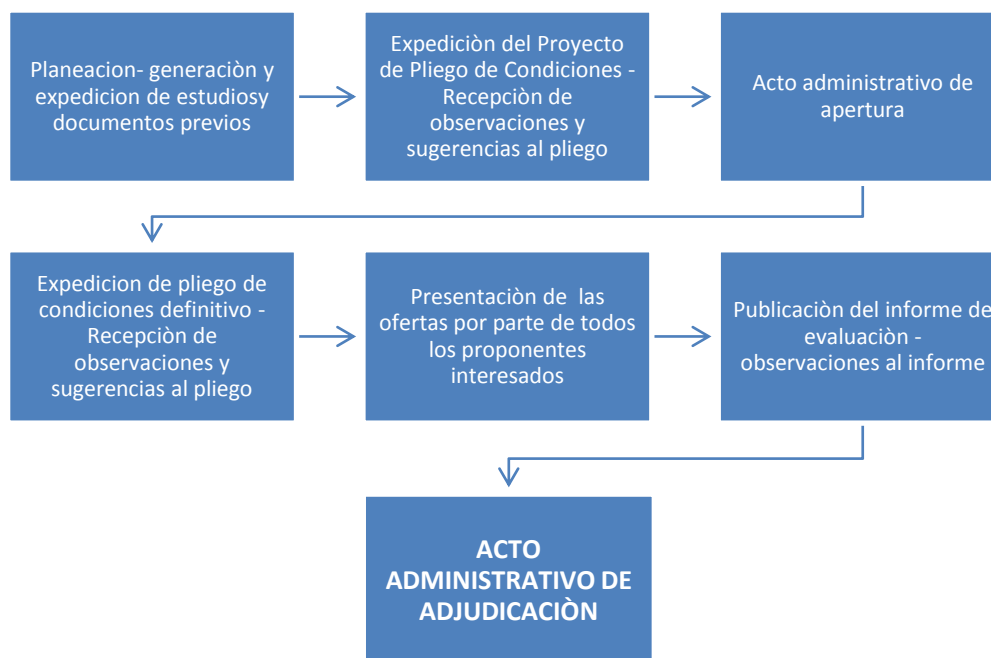 Planeacion- generaciòn y
expedicion de estudiosy
documentos previos
Expediciòn del Proyecto
de Pliego de Condiciones -
Recepciòn de
observaciones y
sugerencias al pliego
Acto administrativo de
apertura
Expedicion de pliego de
condiciones definitivo -
Recepciòn de
observaciones y
sugerencias al pliego
Presentaciòn de las
ofertas por parte de todos
los proponentes
interesados
Publicaciòn del informe de
evaluaciòn -
observaciones al informe
ACTO
ADMINISTRATIVO DE
ADJUDICACIÒN